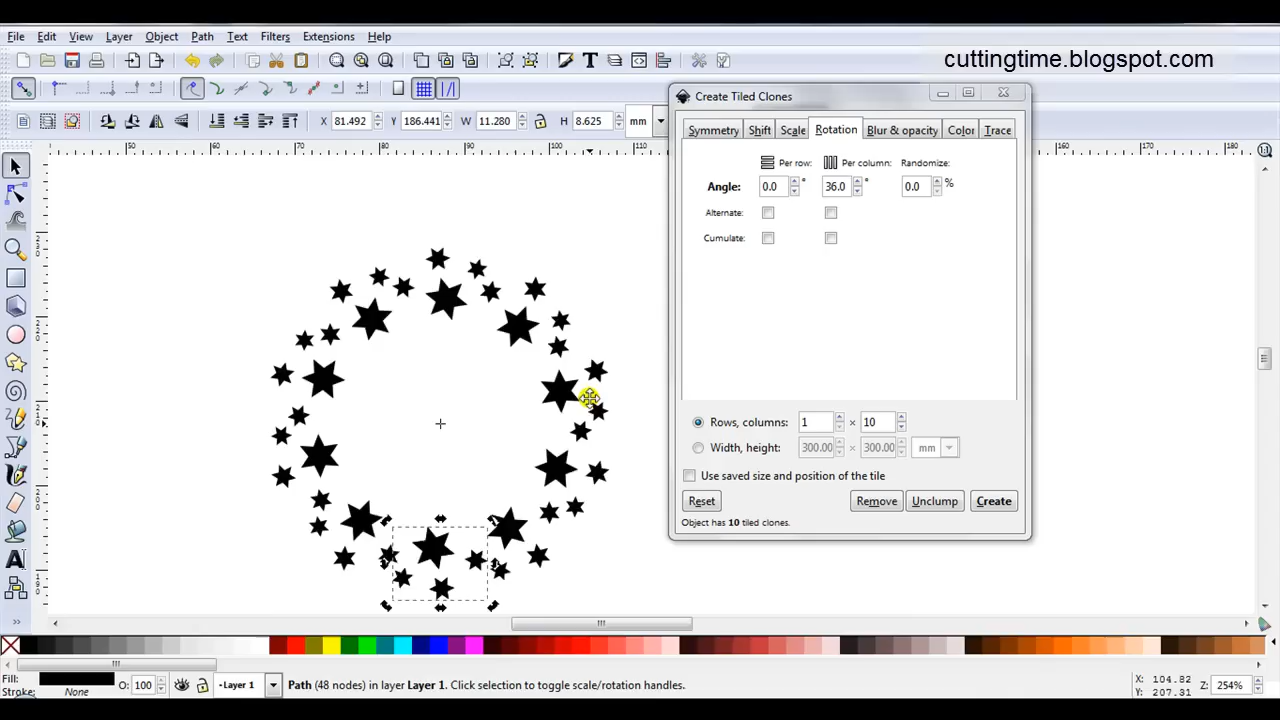 cuttingtime.blogspot.com
File Edit View Layer Object Path Text Filters Extensions Help
X 81.492 Y 186.441 W 11.280 H 8.625 mm
Create Tiled Clones
Symmetry Shift Scale Rotation Blur & opacity Color Trace
Per row: Per column: Randomize:
Angle: 0.0 ° 36.0 ° 0.0 %
Alternate:
Cumulate:
Rows, columns: 1 × 10
Width, height: 300.00 × 300.00 mm
Use saved size and position of the tile
Reset Remove Unclump Create
Object has 10 tiled clones.
Fill: Stroke: None O: 100 Layer 1 Path (48 nodes) in layer Layer 1. Click selection to toggle scale/rotation handles. X: 104.82 Y: 207.31 Z: 254%